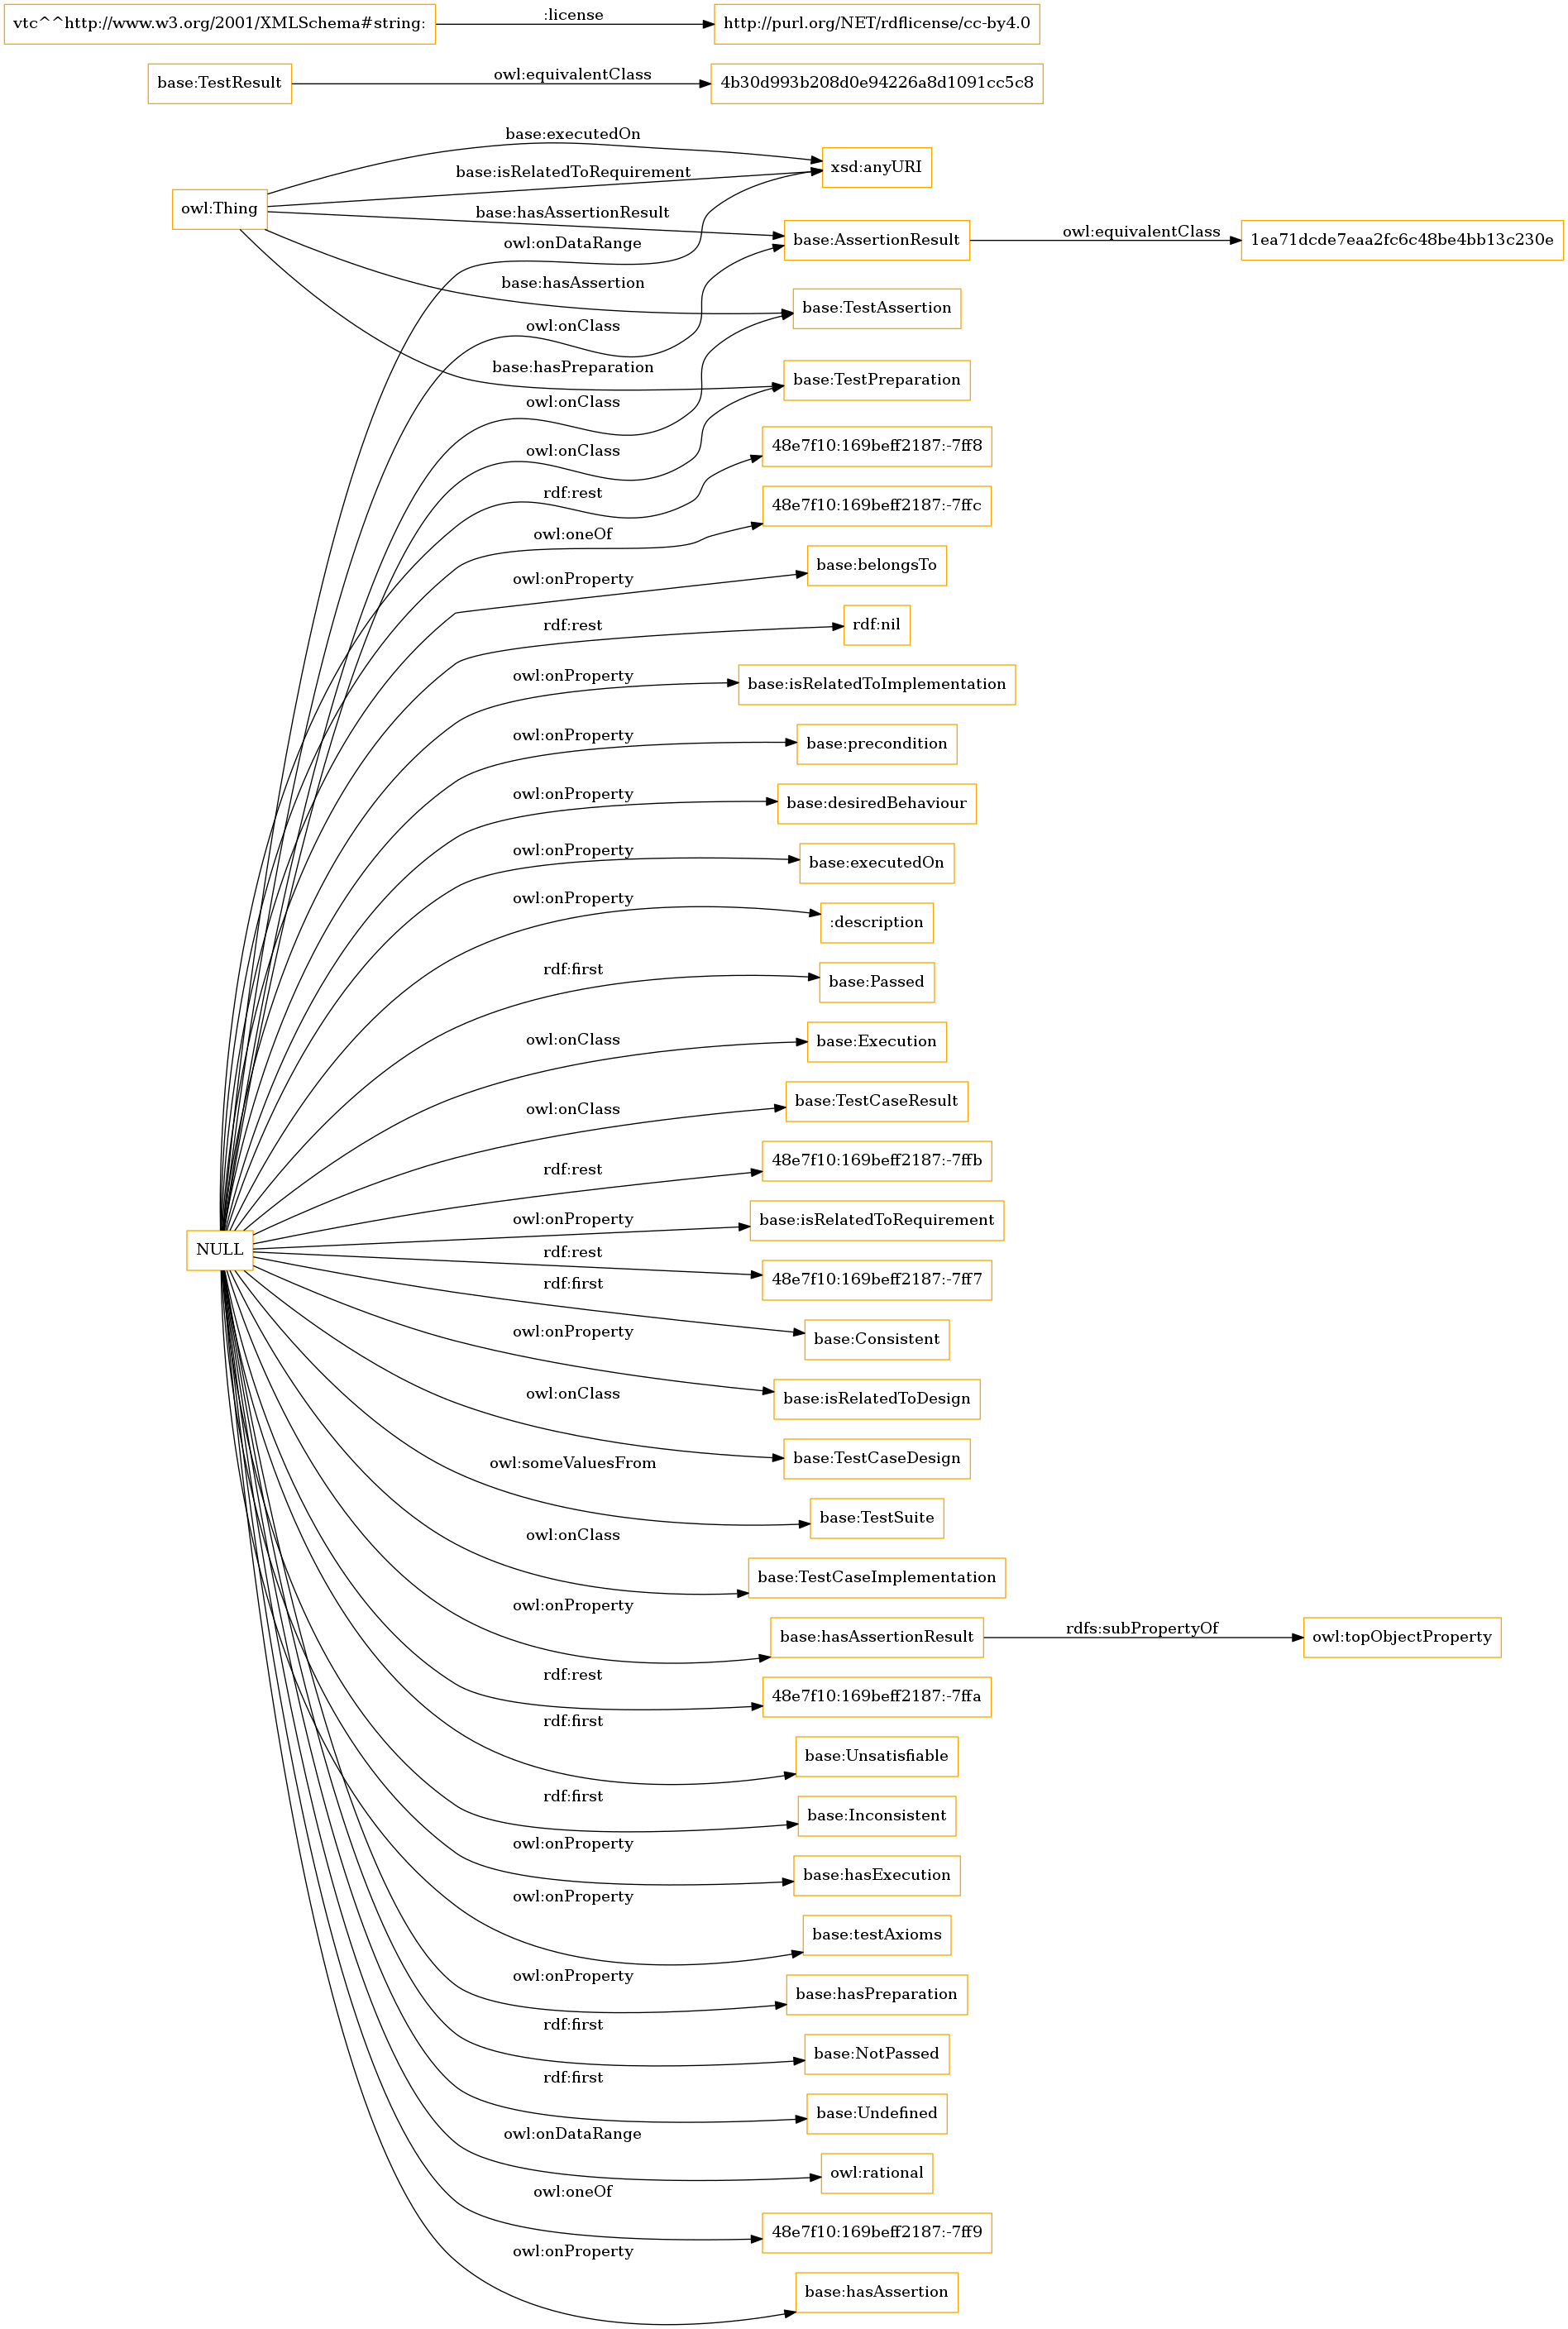 vtc^^http://www.w3.org/2001/XMLSchema#string:
:license
http://purl.org/NET/rdflicense/cc-by4.0
base:TestResult
owl:equivalentClass
4b30d993b208d0e94226a8d1091cc5c8
base:executedOn
xsd:anyURI
base:isRelatedToRequirement
owl:Thing
base:hasAssertionResult
owl:equivalentClass
base:AssertionResult
1ea71dcde7eaa2fc6c48be4bb13c230e
owl:onDataRange
base:hasAssertion
base:TestAssertion
owl:onClass
base:hasPreparation
base:TestPreparation
owl:onClass
owl:onClass
48e7f10:169beff2187:-7ff8
rdf:rest
48e7f10:169beff2187:-7ffc
owl:oneOf
base:belongsTo
owl:onProperty
rdf:rest
rdf:nil
owl:onProperty
base:isRelatedToImplementation
owl:onProperty
base:precondition
owl:onProperty
base:desiredBehaviour
owl:onProperty
base:executedOn
owl:onProperty
:description
rdf:first
base:Passed
owl:onClass
base:Execution
owl:onClass
base:TestCaseResult
rdf:rest
48e7f10:169beff2187:-7ffb
owl:onProperty
base:isRelatedToRequirement
NULL
rdf:rest
48e7f10:169beff2187:-7ff7
rdf:first
base:Consistent
owl:onProperty
base:isRelatedToDesign
owl:onClass
base:TestCaseDesign
owl:someValuesFrom
base:TestSuite
owl:onClass
base:TestCaseImplementation
owl:onProperty
base:hasAssertionResult
rdfs:subPropertyOf
owl:topObjectProperty
rdf:rest
48e7f10:169beff2187:-7ffa
rdf:first
base:Unsatisfiable
rdf:first
base:Inconsistent
owl:onProperty
base:hasExecution
owl:onProperty
base:testAxioms
owl:onProperty
base:hasPreparation
rdf:first
base:NotPassed
rdf:first
base:Undefined
owl:onDataRange
owl:rational
owl:oneOf
48e7f10:169beff2187:-7ff9
owl:onProperty
base:hasAssertion